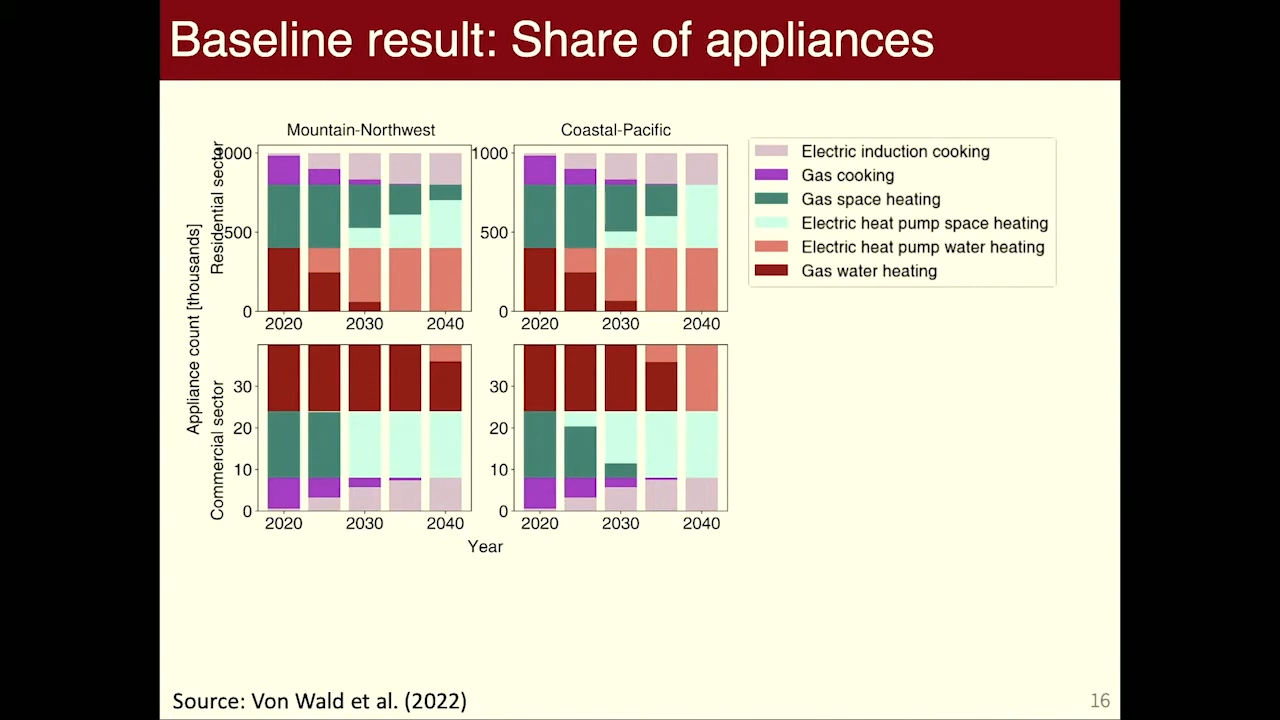 Baseline result: Share of appliances
Mountain-Northwest
Coastal-Pacific
Appliance count [thousands]
Residential sector
1000
500
0
2020
2030
2040
1000
500
0
2020
2030
2040
Electric induction cooking
Gas cooking
Gas space heating
Electric heat pump space heating
Electric heat pump water heating
Gas water heating
Commercial sector
30
20
10
0
2020
2030
2040
30
20
10
0
2020
2030
2040
Year
Source: Von Wald et al. (2022)
16